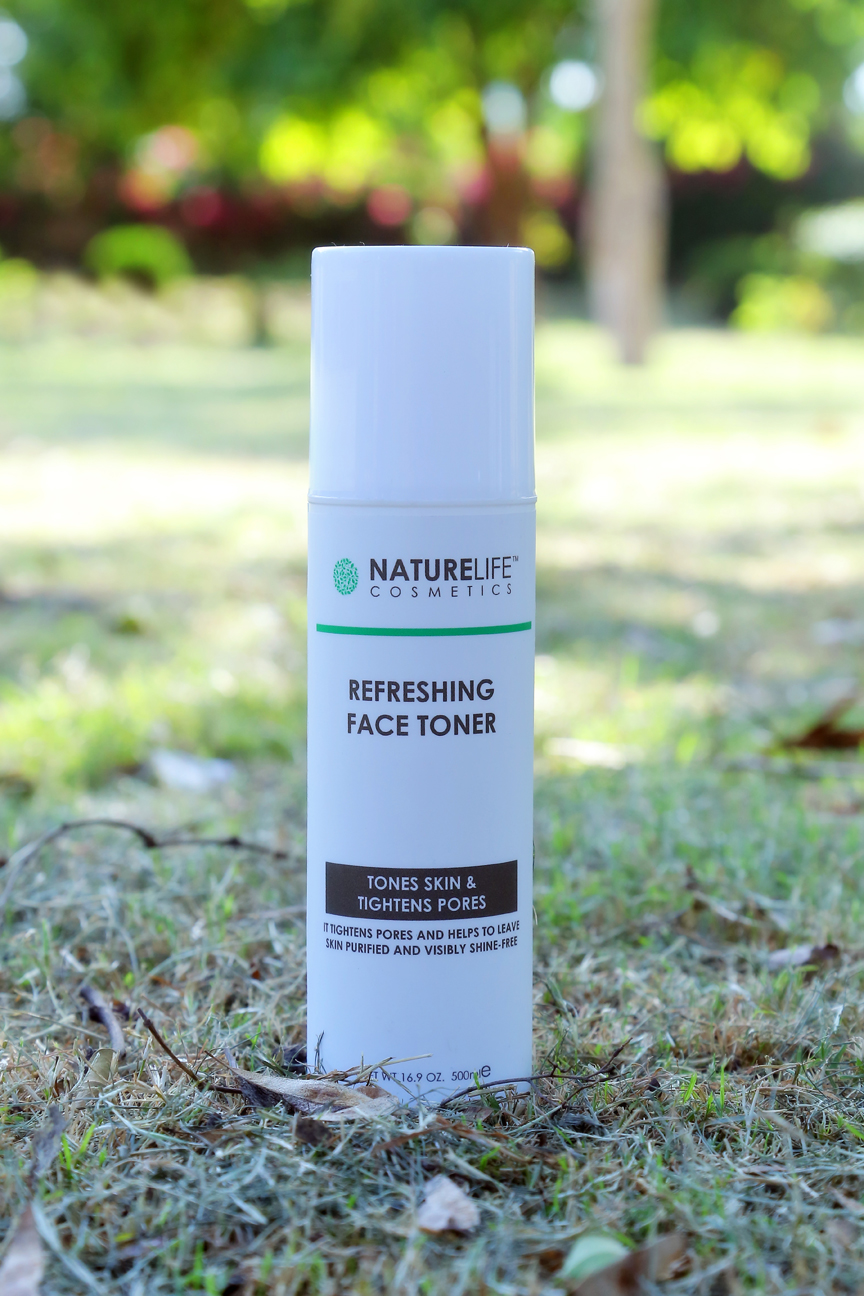 NATURELIFE™
COSMETICS
REFRESHING
FACE TONER
TONES SKIN &
TIGHTENS PORES
IT TIGHTENS PORES AND HELPS TO LEAVE
SKIN PURIFIED AND VISIBLY SHINE-FREE
WT 16.9 OZ. 500ml℮